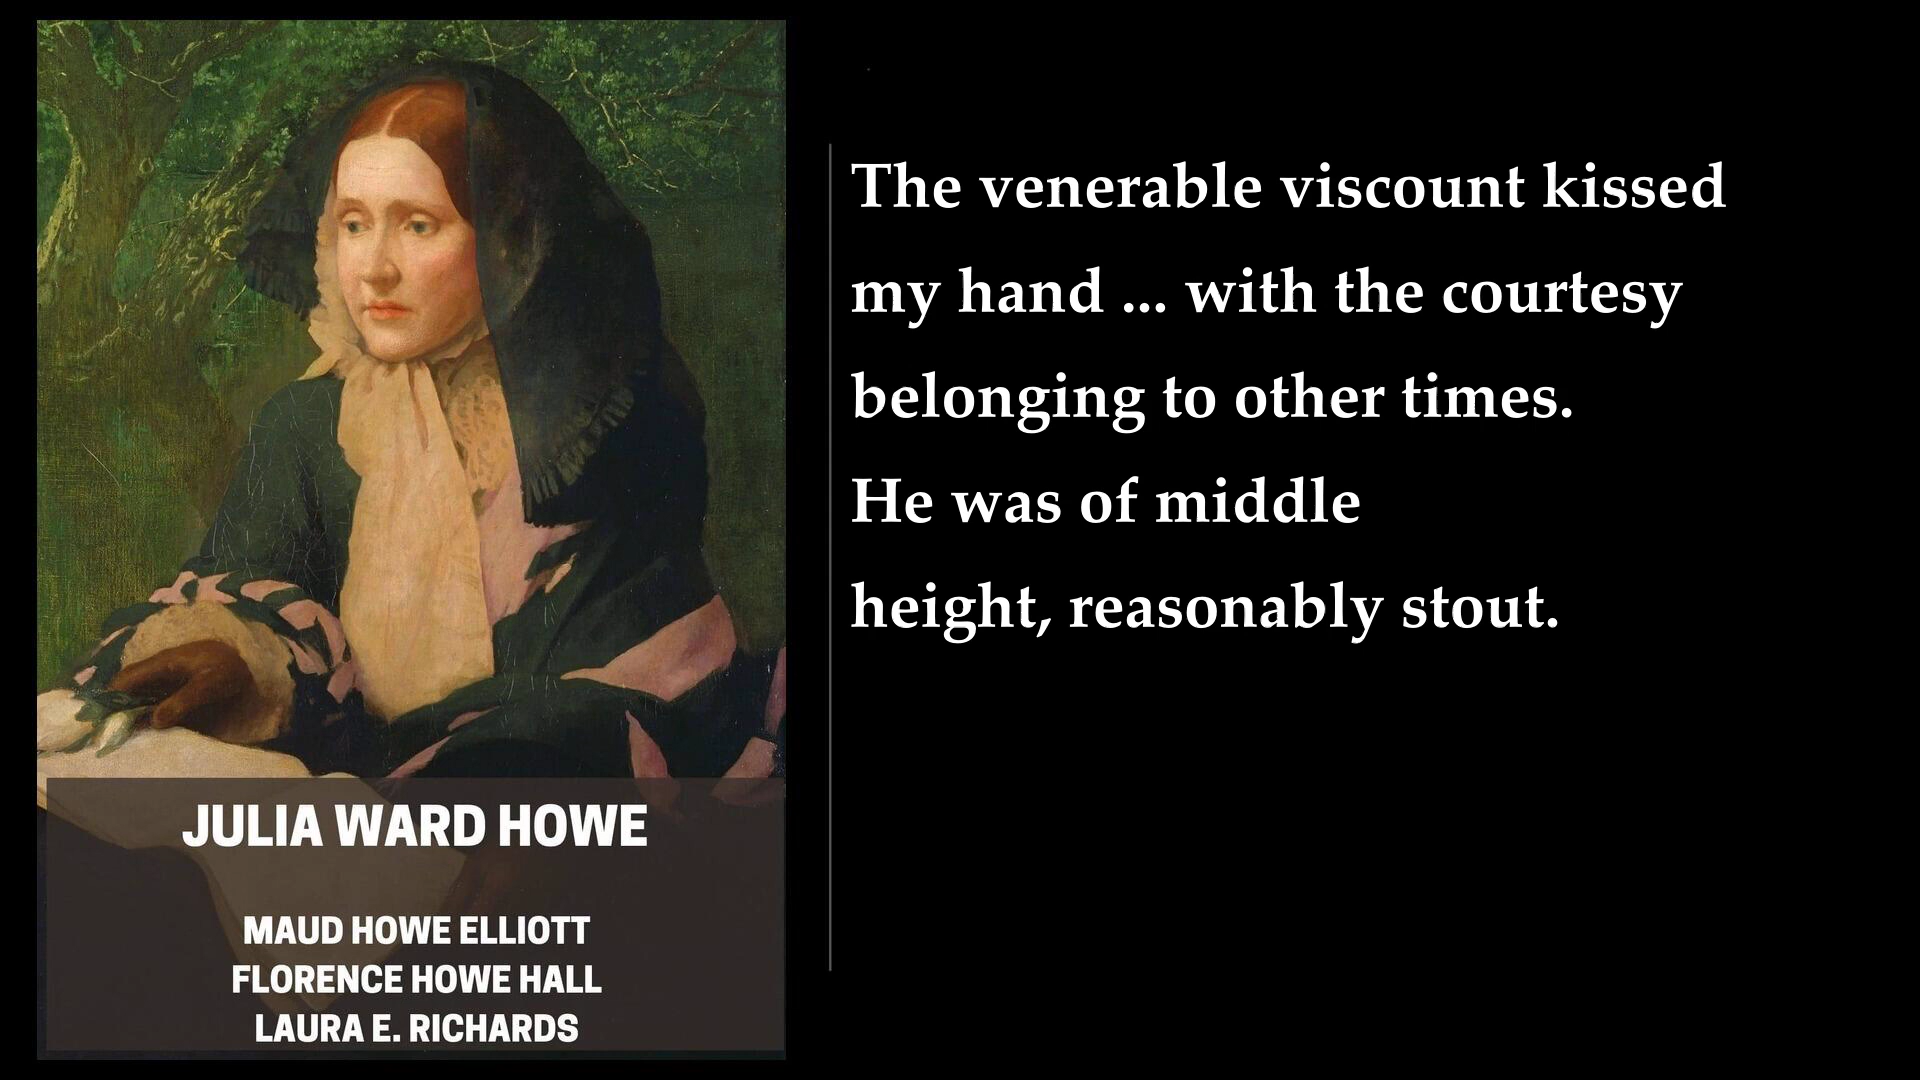 JULIA WARD HOWE
MAUD HOWE ELLIOTT
FLORENCE HOWE HALL
LAURA E. RICHARDS
The venerable viscount kissed
my hand ... with the courtesy
belonging to other times.
He was of middle
height, reasonably stout.